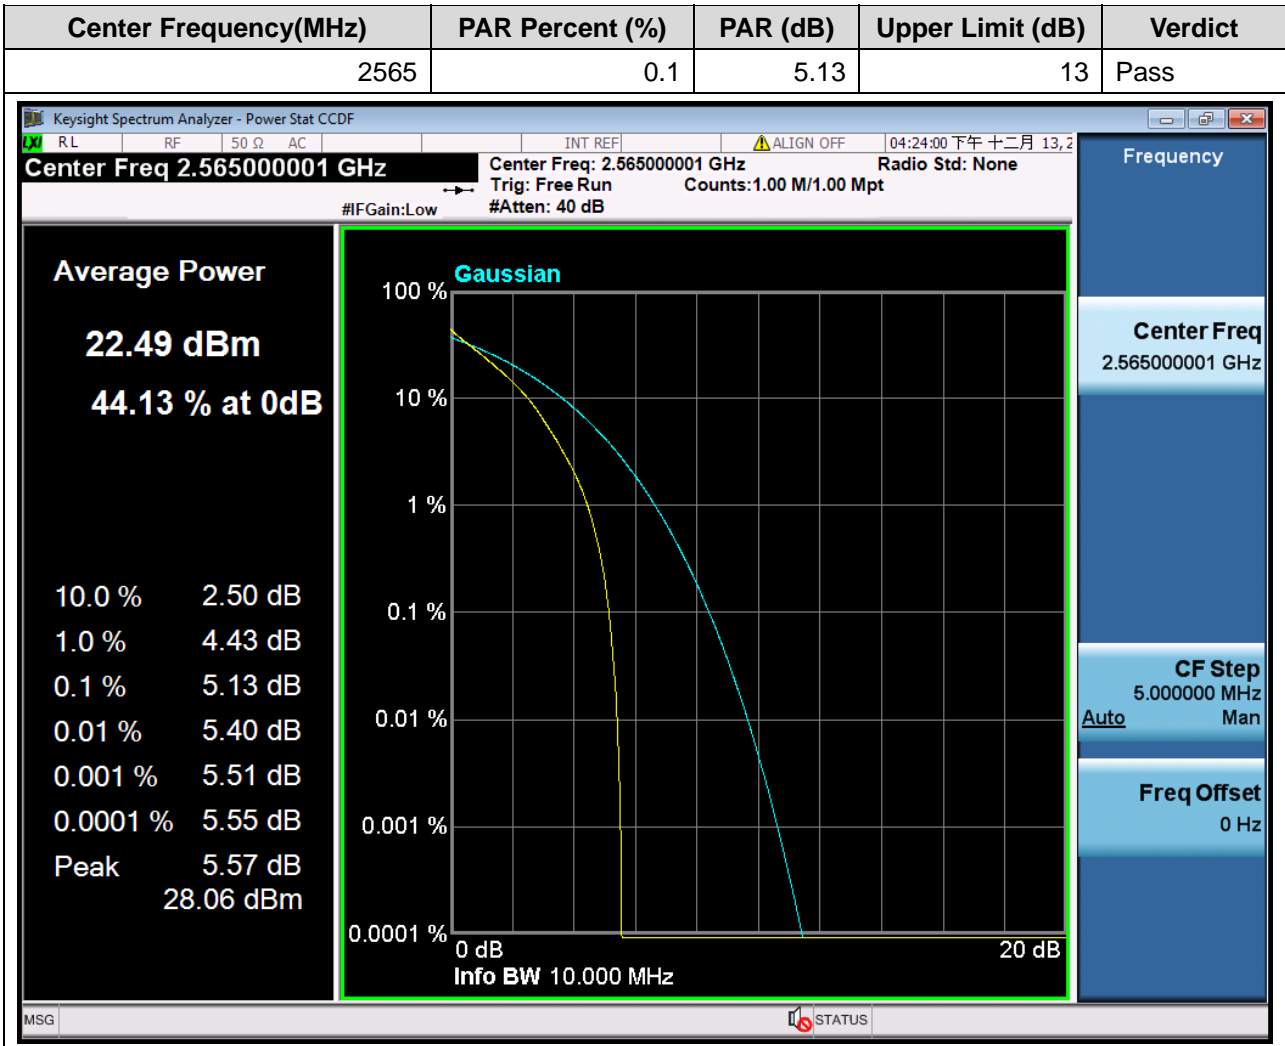 Center Frequency(MHz) PAR Percent (%) PAR (dB) Upper Limit (dB) Verdict
2565 0.1 5.13 13 Pass
Keysight Spectrum Analyzer - Power Stat CCDF
LXI RL RF 50 Ω AC INT REF ALIGN OFF 04:24:00 下午 十二月 13, 2
Center Freq 2.565000001 GHz
Center Freq: 2.565000001 GHz Radio Std: None
Trig: Free Run Counts:1.00 M/1.00 Mpt
#IFGain:Low #Atten: 40 dB
Frequency
Average Power
22.49 dBm
44.13 % at 0dB
10.0 % 2.50 dB
1.0 % 4.43 dB
0.1 % 5.13 dB
0.01 % 5.40 dB
0.001 % 5.51 dB
0.0001 % 5.55 dB
Peak 5.57 dB
28.06 dBm
Gaussian
100 %
10 %
1 %
0.1 %
0.01 %
0.001 %
0.0001 %
0 dB 20 dB
Info BW 10.000 MHz
Center Freq
2.565000001 GHz
CF Step
5.000000 MHz
Auto Man
Freq Offset
0 Hz
MSG STATUS